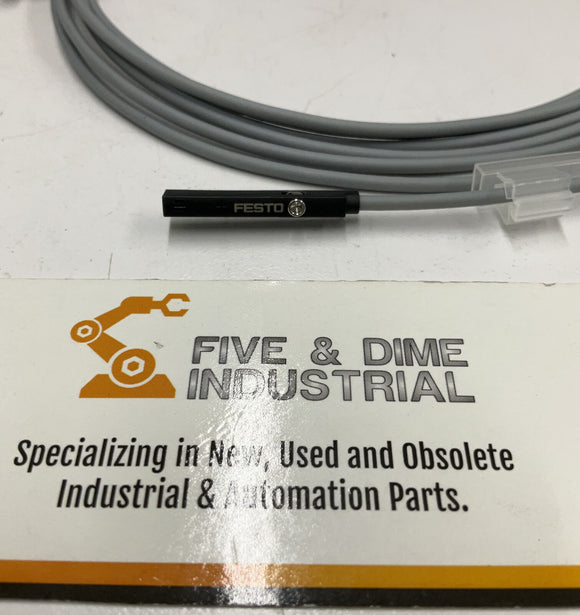 FESTO
FIVE & DIME
INDUSTRIAL
Specializing in New, Used and Obsolete
Industrial & Automation Parts.